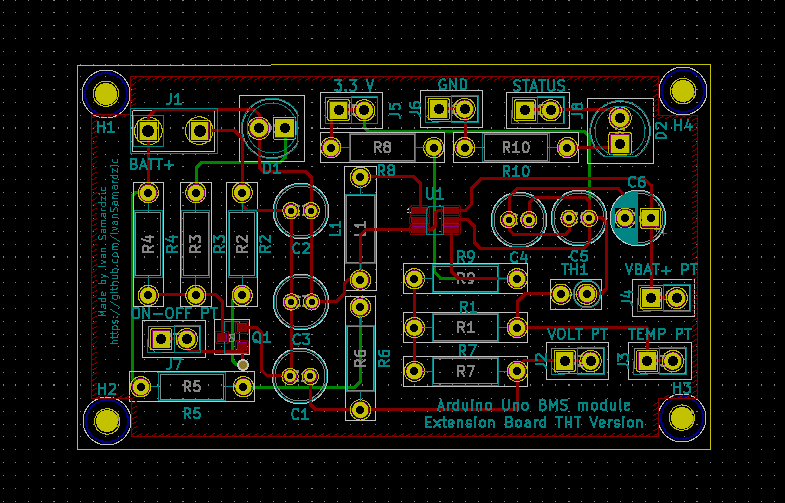 3.3 V
GND
STATUS
J1
J5
J6
J8
H1
H4
D2
BATT+
D1
R8
R10
R8
R10
C6
U1
Made by Ivan Samardzic
https://github.com/IvanSamardzic
R4
R4
R3
R3
R2
R2
C2
L1
L1
C4
C5
R9
R9
TH1
VBAT+ PT
J4
R1
R1
ON-OFF PT
Q1
C3
J7
R6
R6
R7
R7
VOLT PT
J2
TEMP PT
J3
H2
R5
R5
C1
H3
Arduino Uno BMS module
Extension Board THT Version